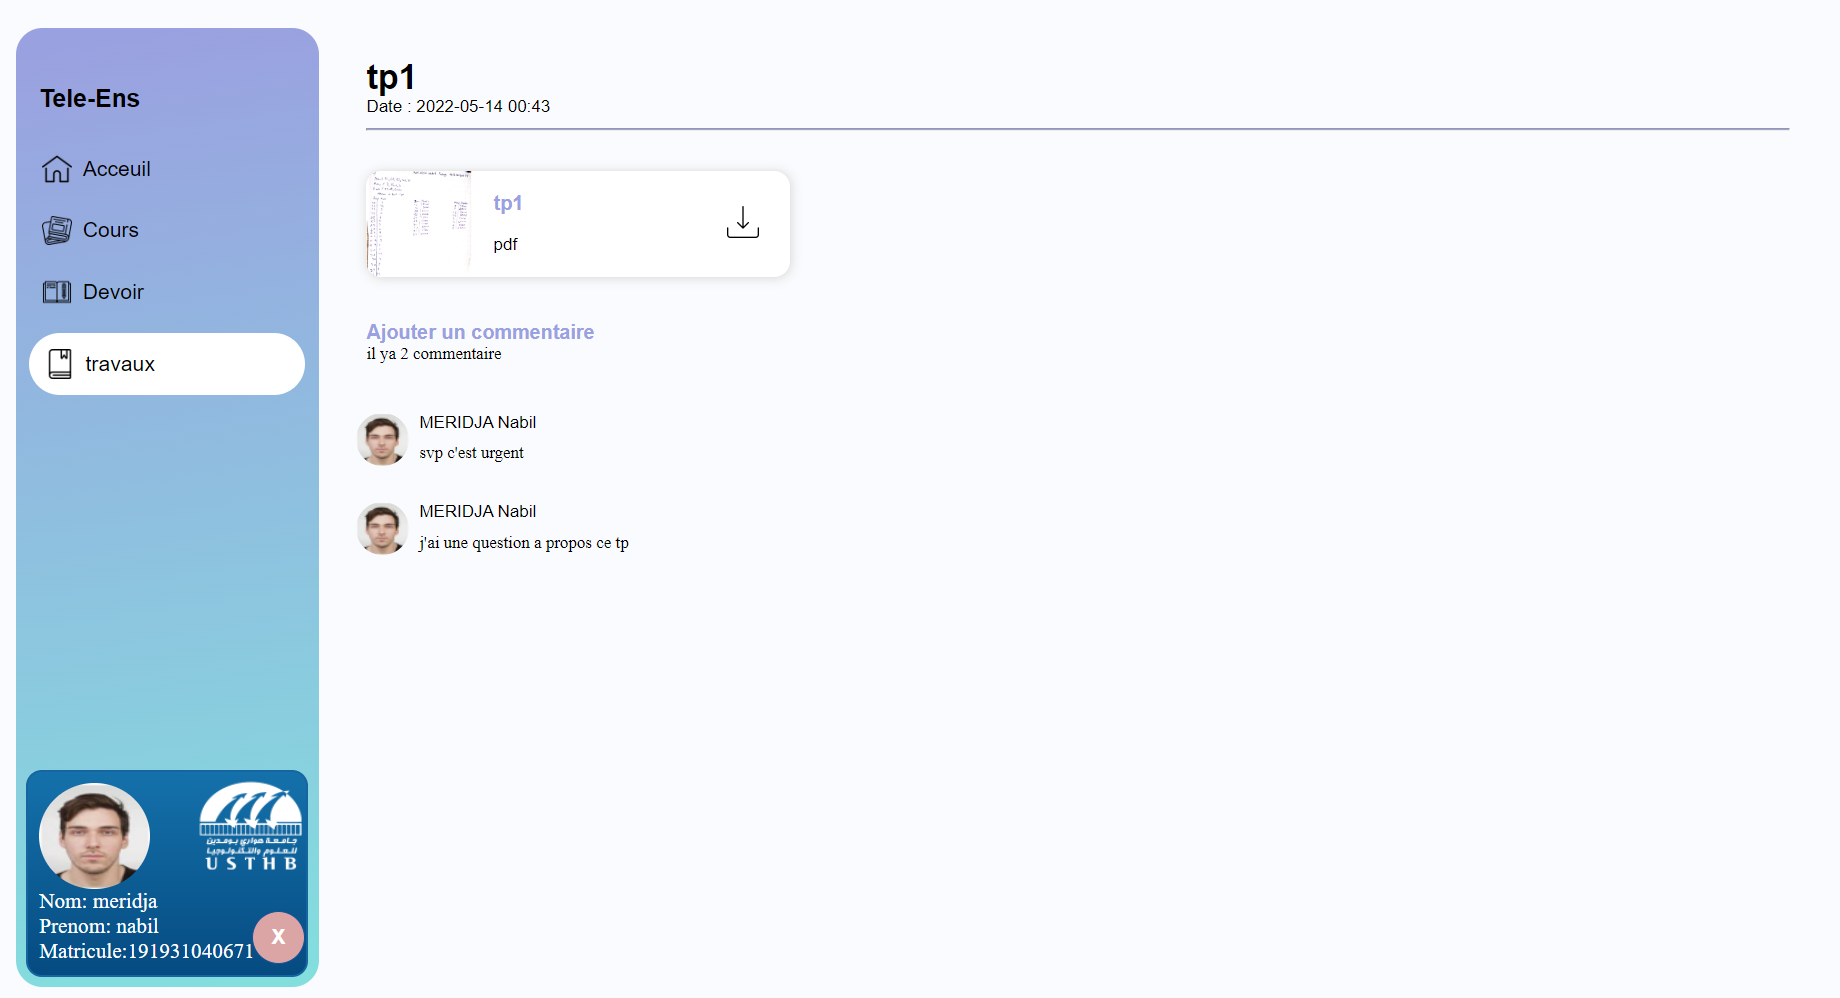 Tele-Ens
Acceuil
Cours
Devoir
travaux
tp1
Date : 2022-05-14 00:43
tp1
pdf
Ajouter un commentaire
il ya 2 commentaire
MERIDJA Nabil
svp c'est urgent
MERIDJA Nabil
j'ai une question a propos ce tp
جامعة هواري بومدين
للعلوم والتكنولوجيا
USTHB
Nom: meridja
Prenom: nabil
Matricule:191931040671
X